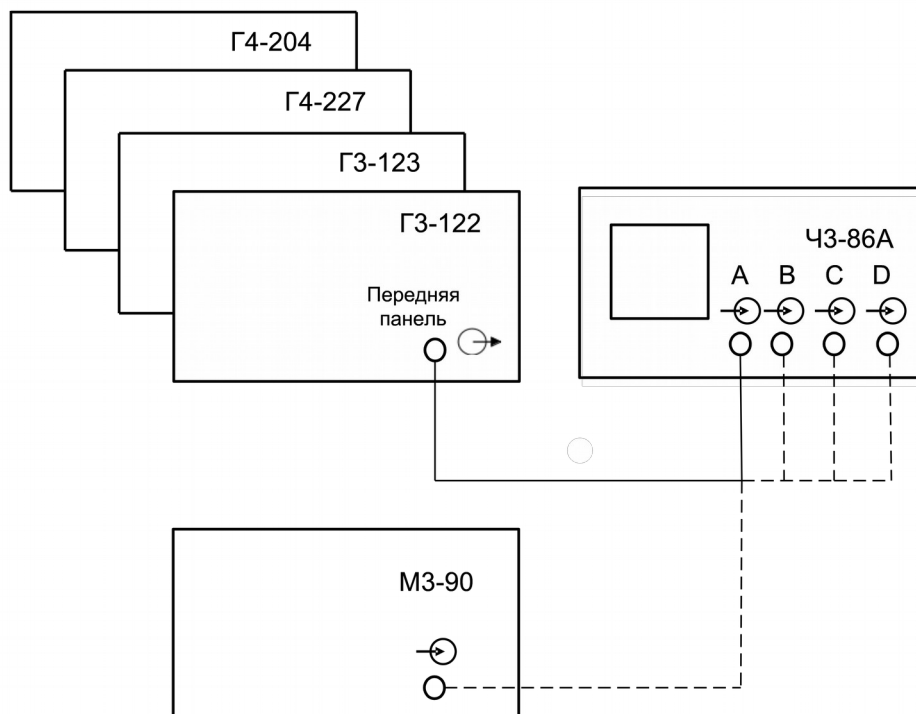 Г4-204
Г4-227
Г3-123
Г3-122
Передняя
панель
Ч3-86А
A B C D
М3-90